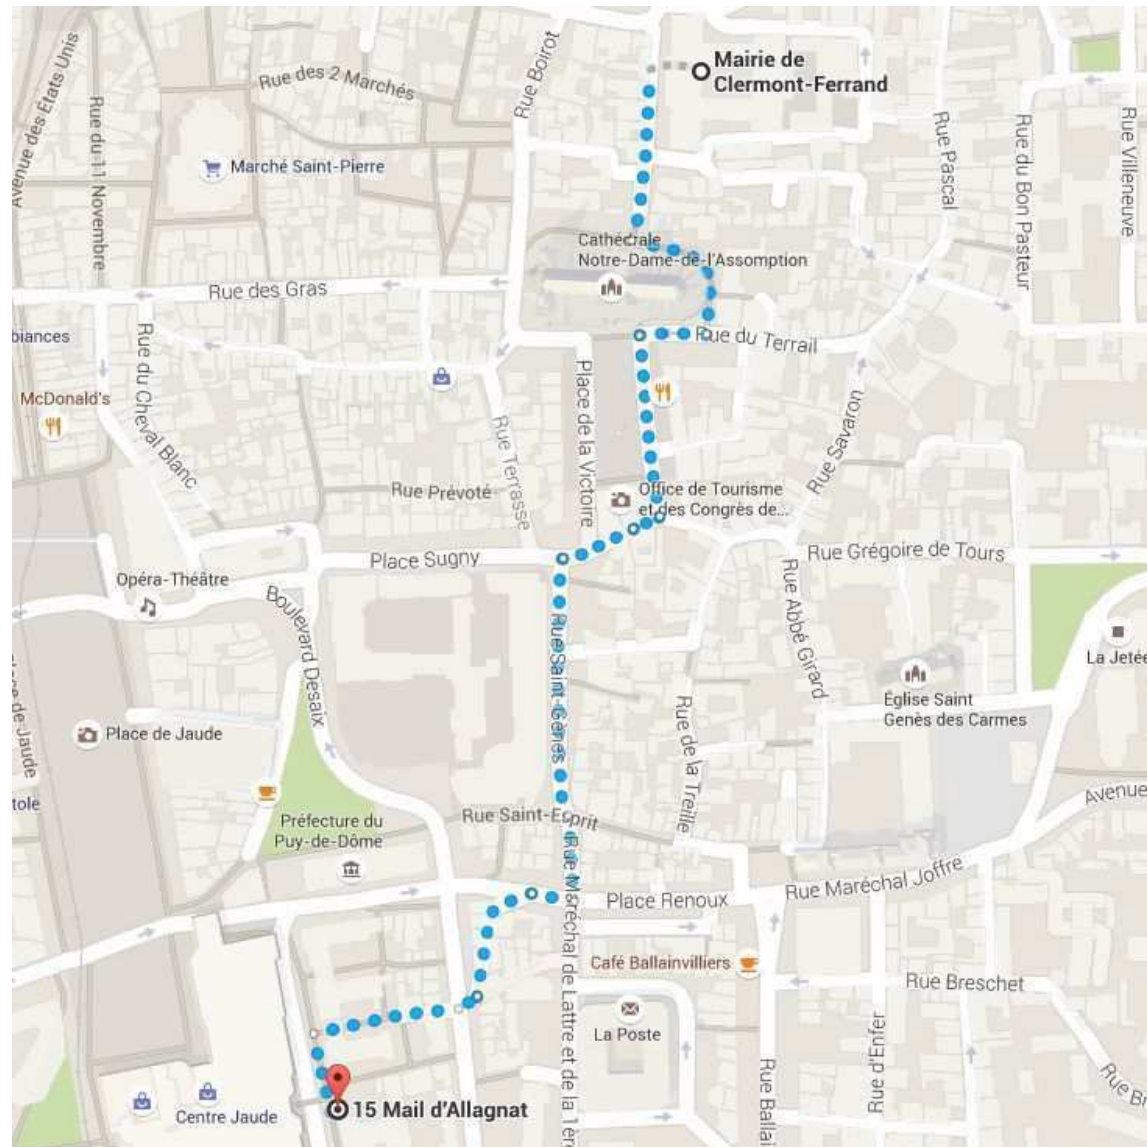 Mairie de
Clermont-Ferrand
Avenue des États Unis
Rue du 11 Novembre
Rue des 2 Marchés
Rue Boirot
Rue Pascal
Rue du Bon Pasteur
Rue Villeneuve
Marché Saint-Pierre
Cathédrale
Notre-Dame-de-l'Assomption
Rue des Gras
biances
Rue du Cheval Blanc
Rue du Terrail
McDonald's
Place de la Victoire
Rue Terrasse
Rue Savaron
Rue Prévoté
Office de Tourisme
et des Congrès de...
Place Sugny
Rue Grégoire de Tours
Opéra-Théâtre
Boulevard Desaix
Rue Saint-Genès
Rue Abbé Girard
La Jetée
Église Saint
Genès des Carmes
Place de Jaude
de Jaude
Rue de la Treille
tole
Avenue
Rue Saint-Esprit
Préfecture du
Puy-de-Dôme
Rue Maréchal Joffre
Place Renoux
Rue Maréchal de Lattre et de la 1èr
Café Ballainvilliers
Rue Breschet
La Poste
Rue d'Enfer
Rue Ballai
Rue Br
Centre Jaude
15 Mail d'Allagnat